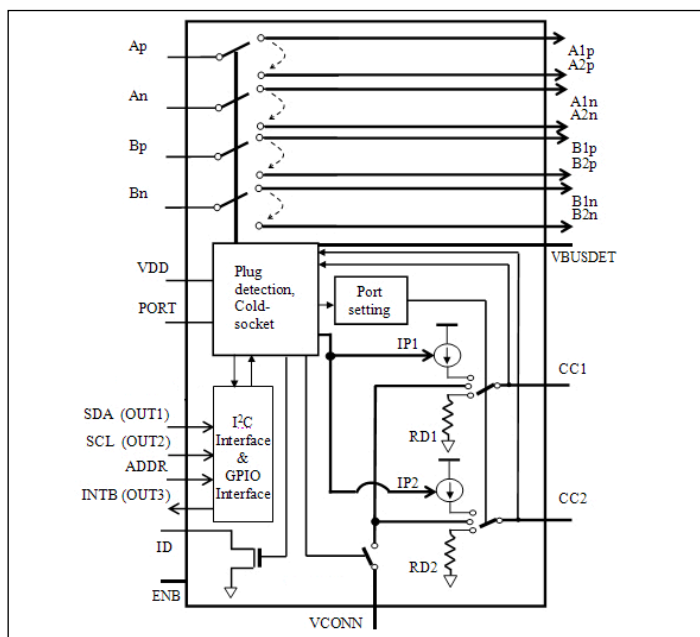 Ap
A1p
A2p
An
A1n
A2n
Bp
B1p
B2p
Bn
B1n
B2n
VBUSDET
VDD
Plug
detection,
Cold-
socket
Port
setting
PORT
IP1
CC1
SDA (OUT1)
SCL (OUT2)
ADDR
INTB (OUT3)
I²C
Interface
&
GPIO
Interface
RD1
IP2
CC2
ID
RD2
ENB
VCONN